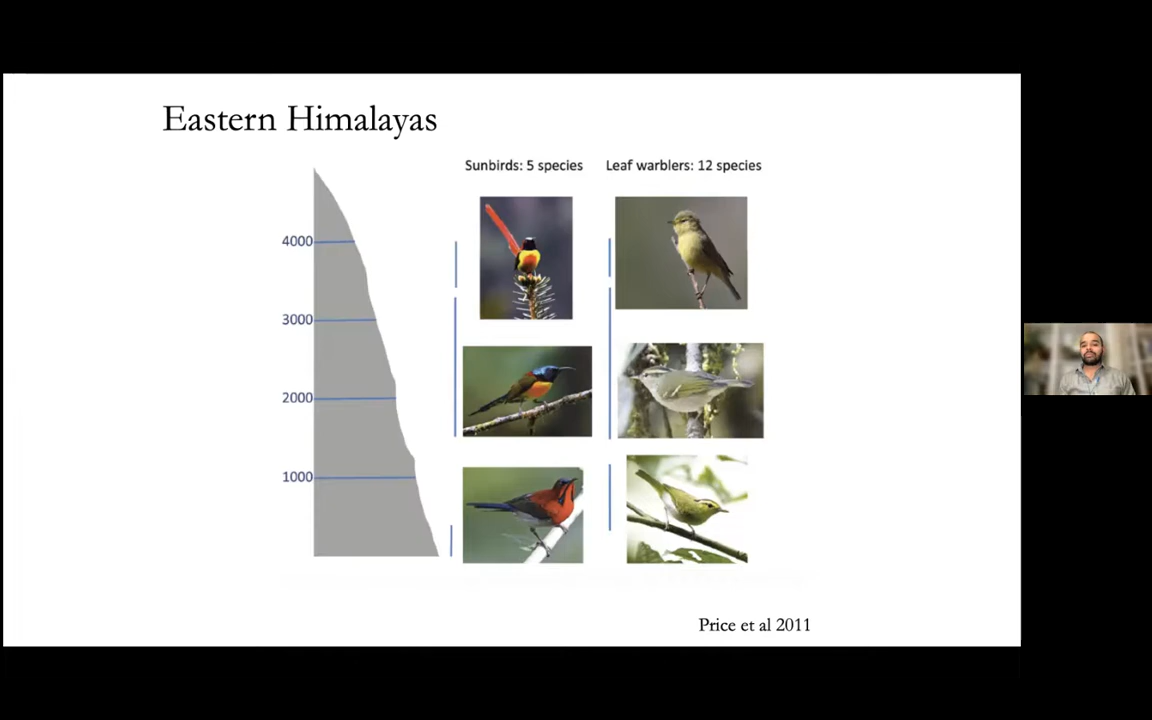 Eastern Himalayas
Sunbirds: 5 species
Leaf warblers: 12 species
4000
3000
2000
1000
Price et al 2011